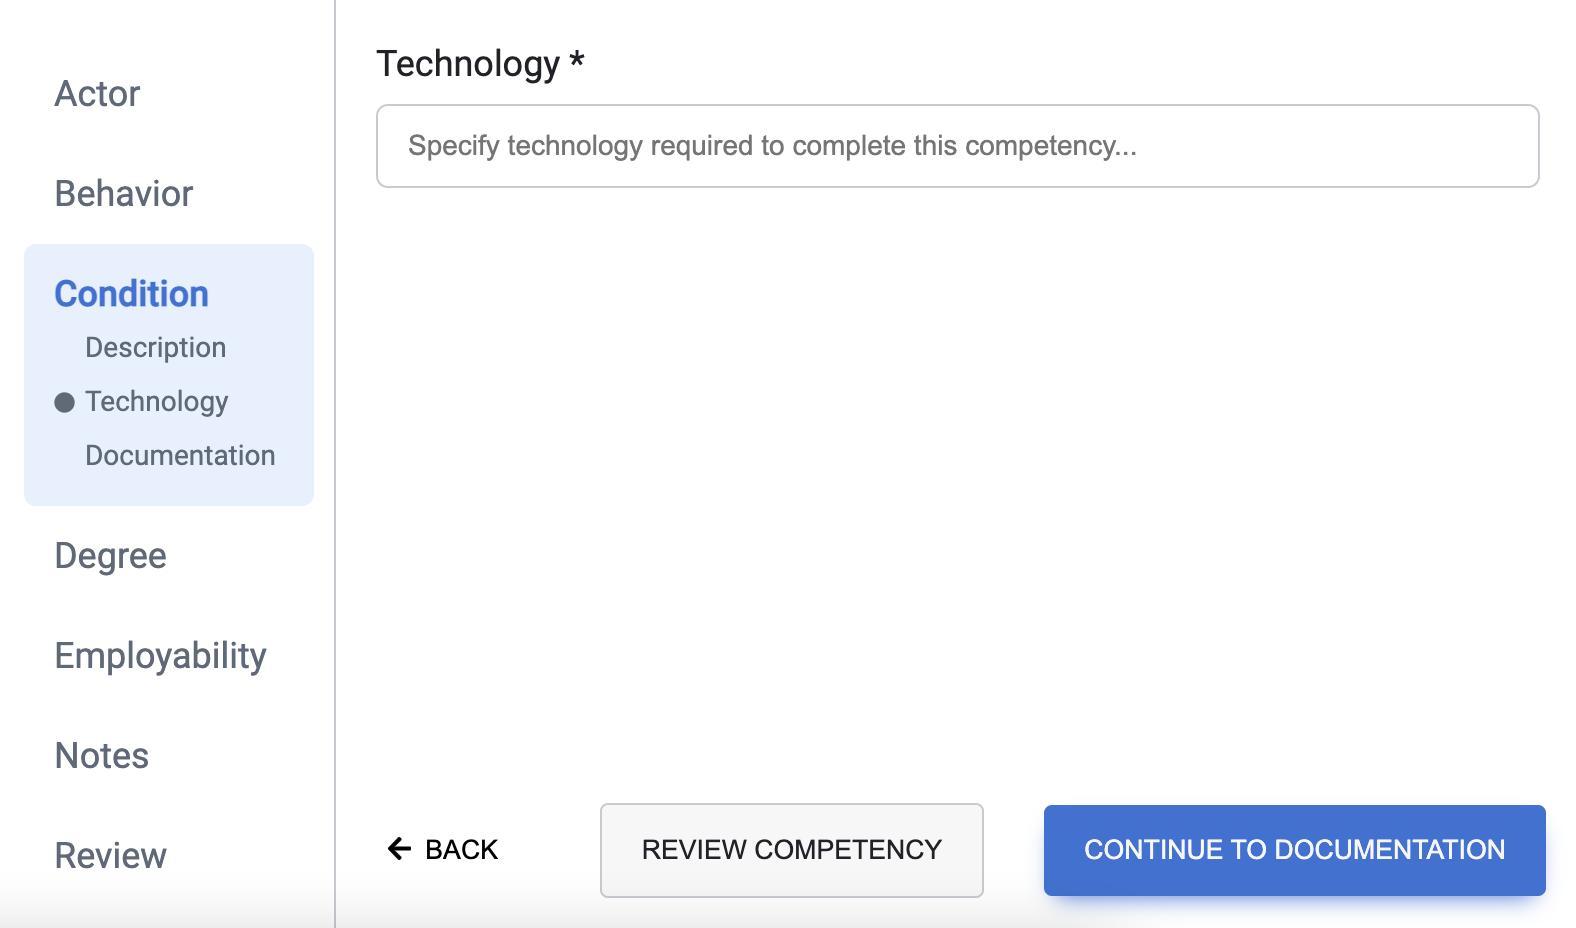 Actor
Behavior
Condition
Description
Technology
Documentation
Degree
Employability
Notes
Review
Technology *
Specify technology required to complete this competency...
BACK
REVIEW COMPETENCY
CONTINUE TO DOCUMENTATION